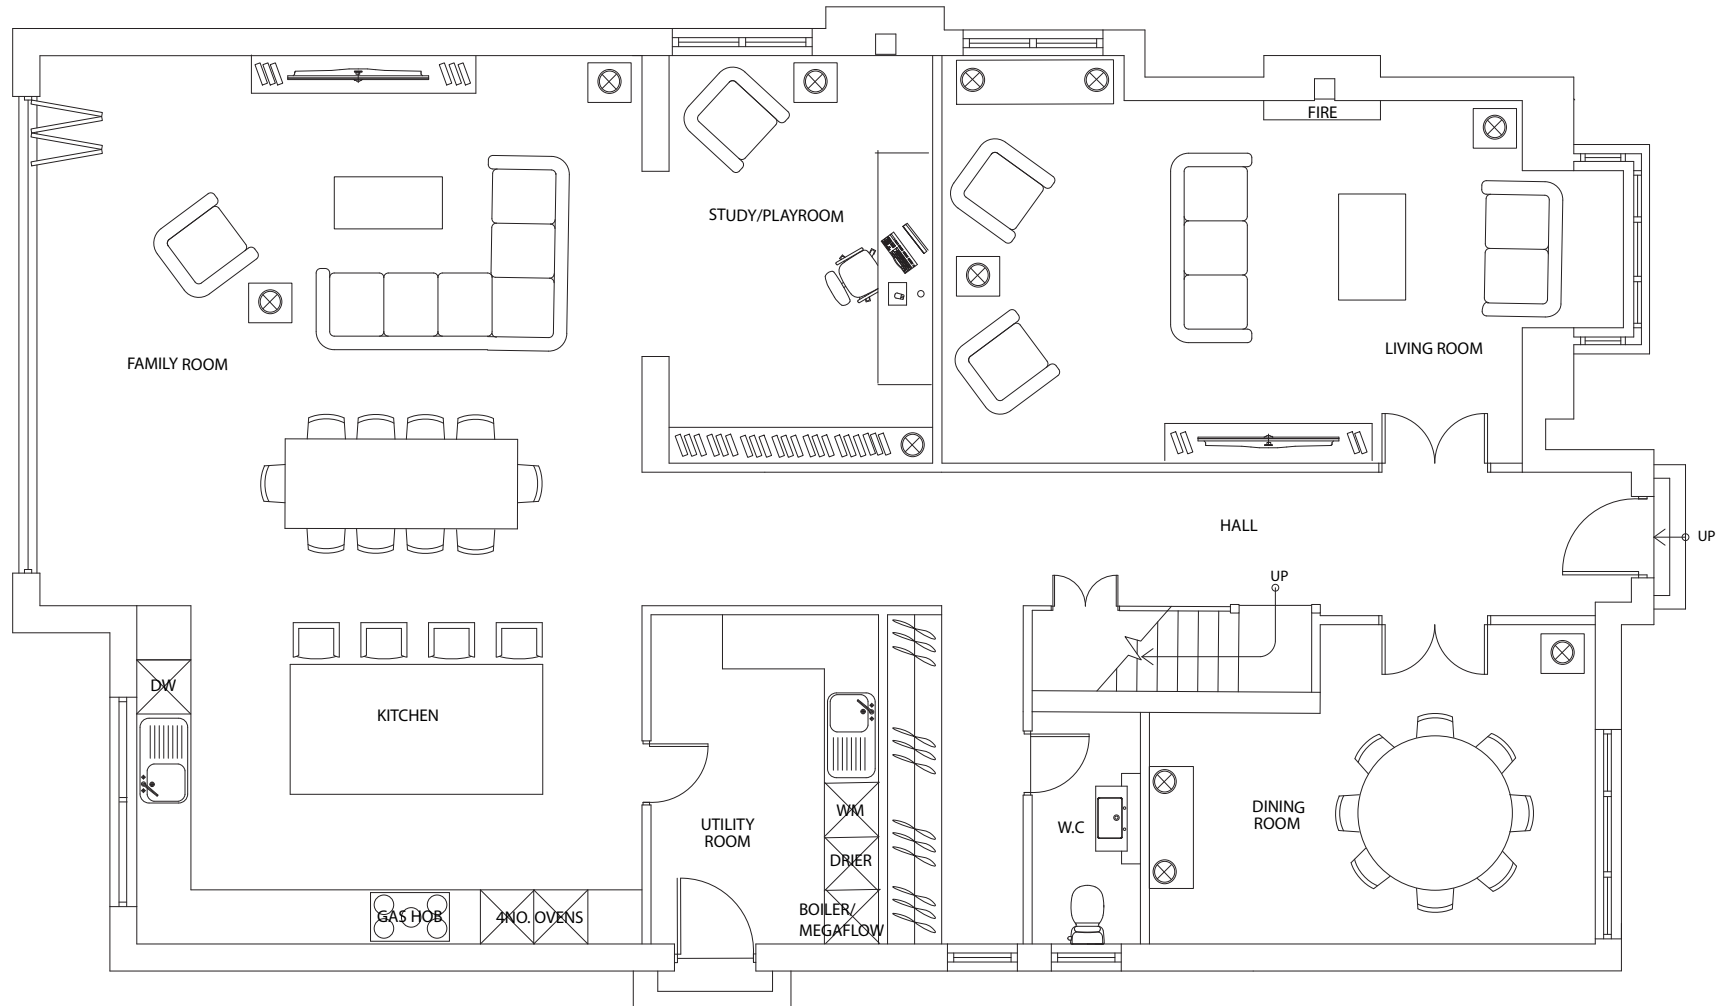 FIRE
STUDY/PLAYROOM
LIVING ROOM
FAMILY ROOM
HALL
UP
UP
DW
KITCHEN
WM
UTILITY
ROOM
W.C
DINING
ROOM
DRIER
GAS HOB
4NO. OVENS
BOILER/
MEGAFLOW